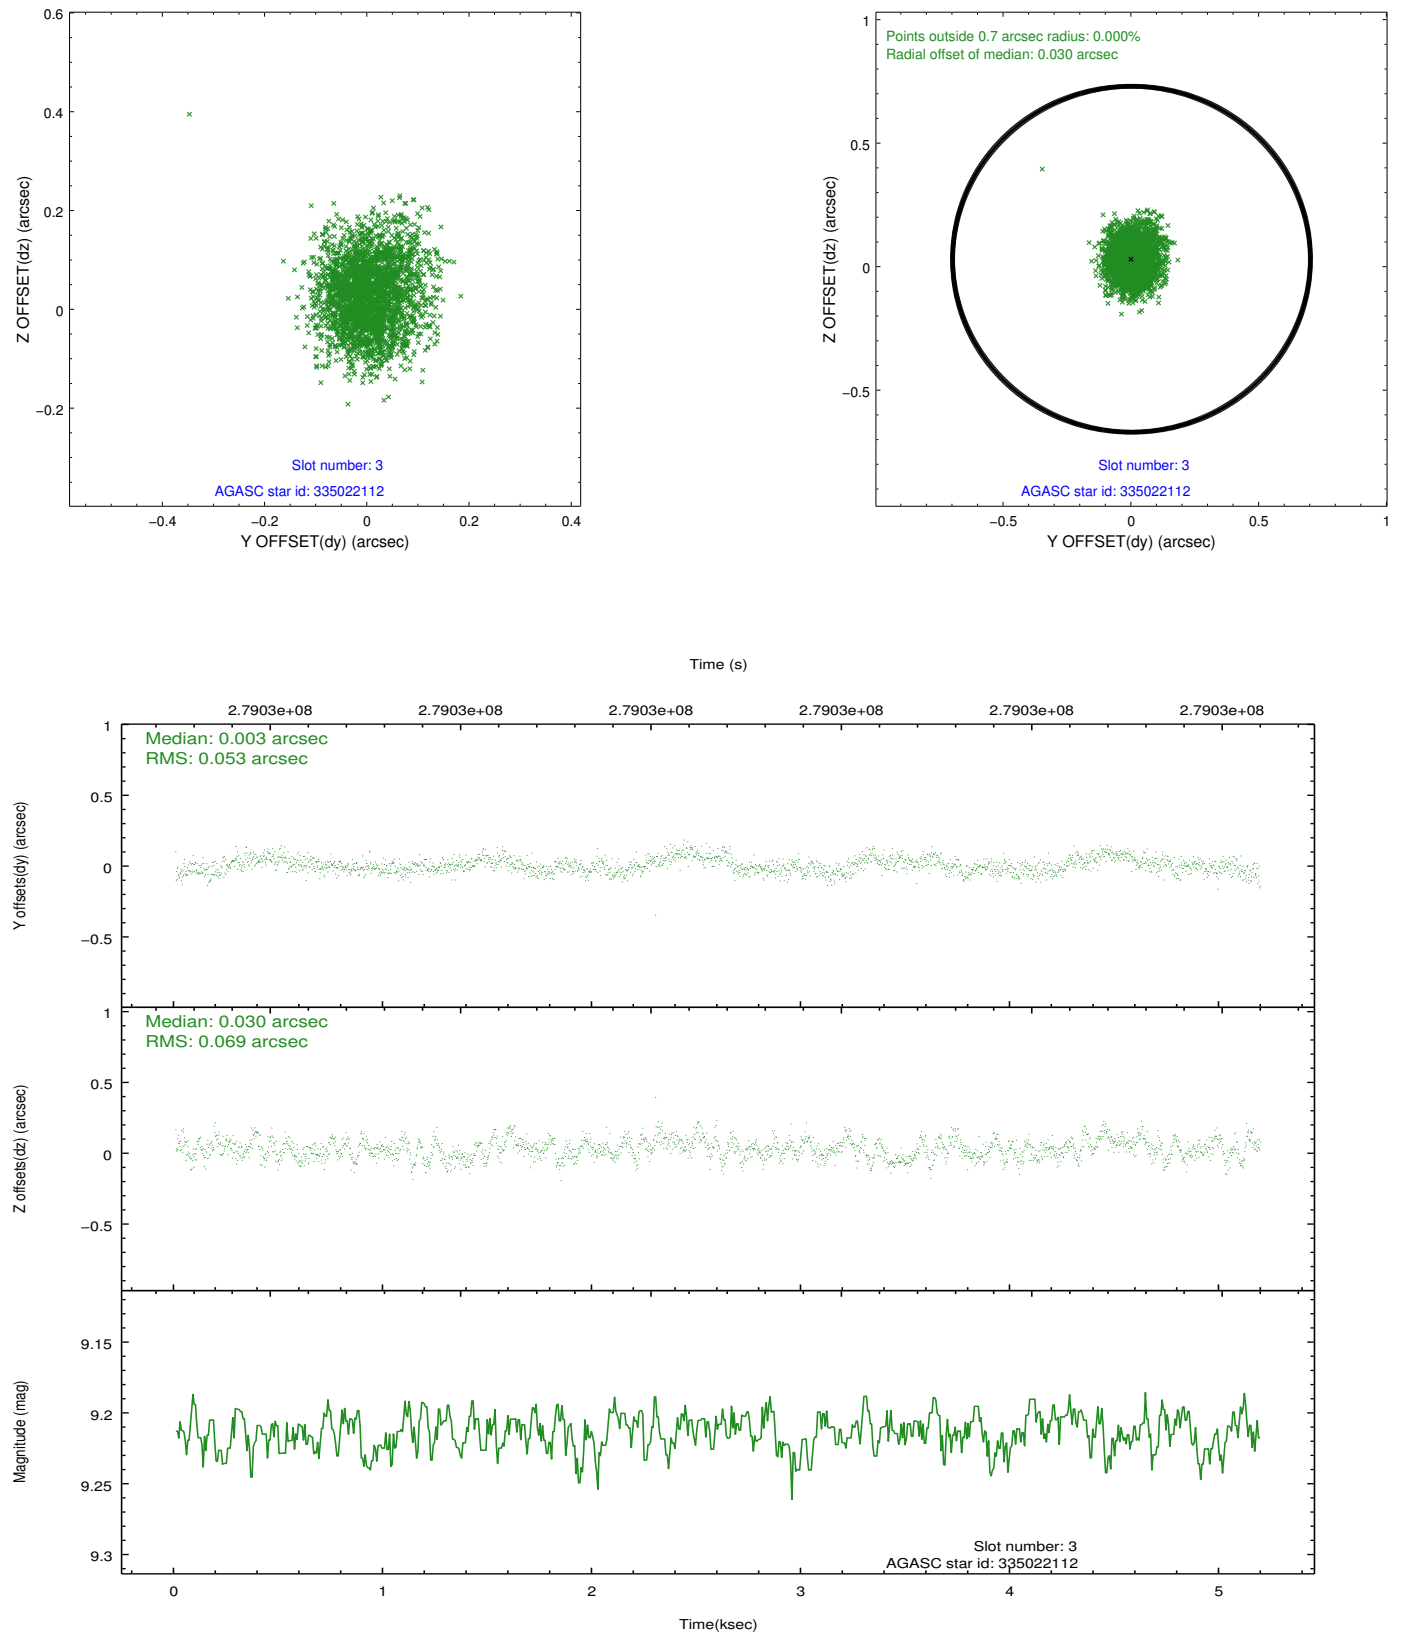 0.6
0.4
0.2
0
−0.2
−0.4
−0.2
0
0.2
0.4
Z OFFSET(dz) (arcsec)
Y OFFSET(dy) (arcsec)
Slot number: 3
AGASC star id: 335022112
Points outside 0.7 arcsec radius: 0.000%
Radial offset of median: 0.030 arcsec
1
0.5
0
−0.5
−0.5
0
0.5
1
Z OFFSET(dz) (arcsec)
Y OFFSET(dy) (arcsec)
Slot number: 3
AGASC star id: 335022112
Time (s)
2.7903e+08 2.7903e+08 2.7903e+08 2.7903e+08 2.7903e+08 2.7903e+08
Median: 0.003 arcsec
RMS: 0.053 arcsec
1
0.5
0
−0.5
Y offsets(dy) (arcsec)
Median: 0.030 arcsec
RMS: 0.069 arcsec
1
0.5
0
−0.5
Z offsets(dz) (arcsec)
9.15
9.2
9.25
9.3
Magnitude (mag)
Slot number: 3
AGASC star id: 335022112
0 1 2 3 4 5
Time(ksec)